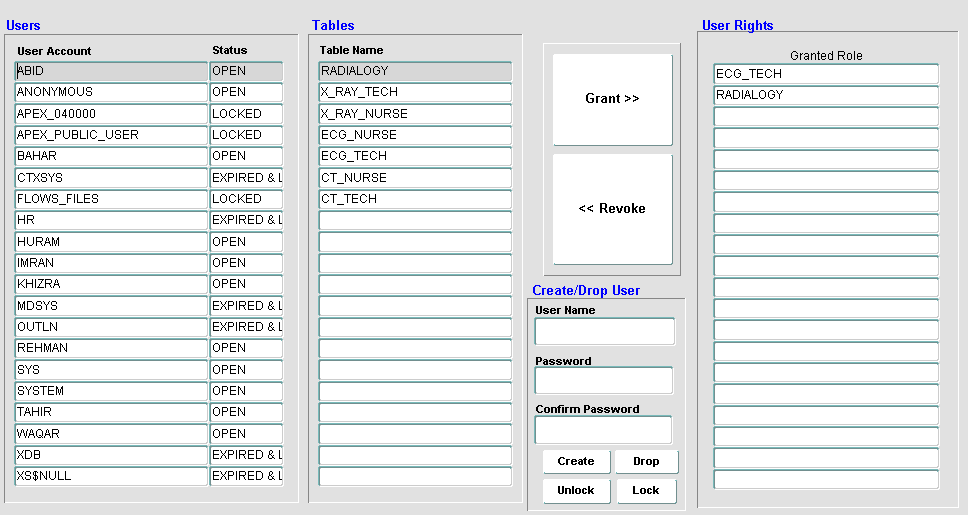 Users
User Account Status
ABID OPEN
ANONYMOUS OPEN
APEX_040000 LOCKED
APEX_PUBLIC_USER LOCKED
BAHAR OPEN
CTXSYS EXPIRED & L
FLOWS_FILES LOCKED
HR EXPIRED & L
HURAM OPEN
IMRAN OPEN
KHIZRA OPEN
MDSYS EXPIRED & L
OUTLN EXPIRED & L
REHMAN OPEN
SYS OPEN
SYSTEM OPEN
TAHIR OPEN
WAQAR OPEN
XDB EXPIRED & L
XS$NULL EXPIRED & L
Tables
Table Name
RADIALOGY
X_RAY_TECH
X_RAY_NURSE
ECG_NURSE
ECG_TECH
CT_NURSE
CT_TECH
Grant >>
<< Revoke
Create/Drop User
User Name
Password
Confirm Password
Create Drop
Unlock Lock
User Rights
Granted Role
ECG_TECH
RADIALOGY